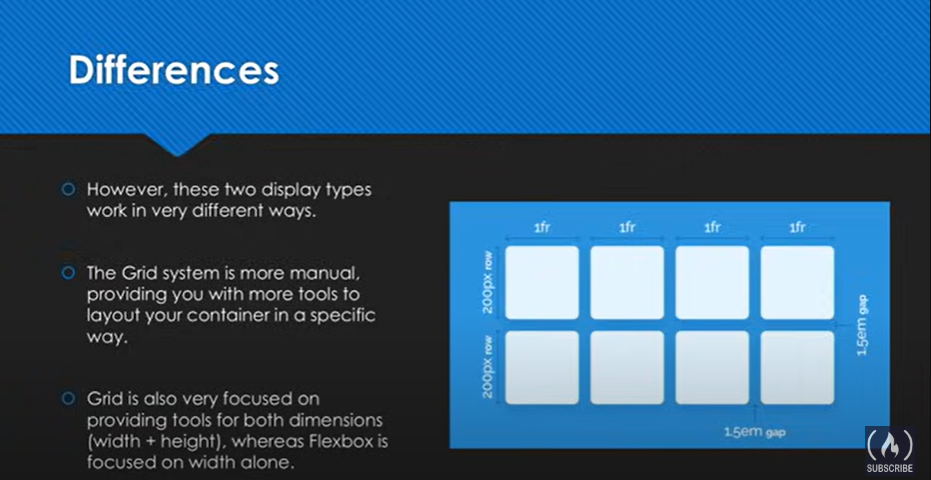 Differences
However, these two display types
work in very different ways.
The Grid system is more manual,
providing you with more tools to
layout your container in a specific
way.
Grid is also very focused on
providing tools for both dimensions
(width + height), whereas Flexbox is
focused on width alone.
1fr 1fr 1fr 1fr
200px row
200px row
1.5em gap
1.5em gap
SUBSCRIBE